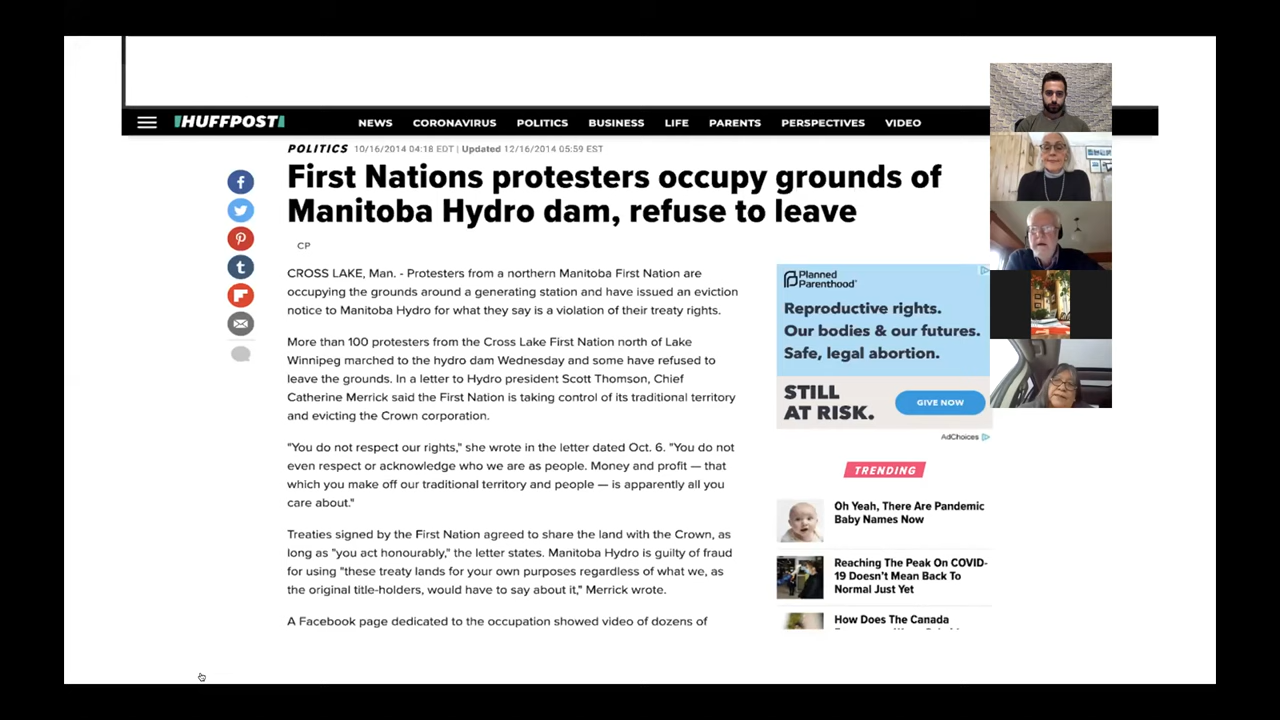 HUFFPOST
NEWS CORONAVIRUS POLITICS BUSINESS LIFE PARENTS PERSPECTIVES VIDEO
POLITICS 10/16/2014 04:18 EDT | Updated 12/16/2014 05:59 EST
First Nations protesters occupy grounds of
Manitoba Hydro dam, refuse to leave
CP
CROSS LAKE, Man. - Protesters from a northern Manitoba First Nation are
occupying the grounds around a generating station and have issued an eviction
notice to Manitoba Hydro for what they say is a violation of their treaty rights.
More than 100 protesters from the Cross Lake First Nation north of Lake
Winnipeg marched to the hydro dam Wednesday and some have refused to
leave the grounds. In a letter to Hydro president Scott Thomson, Chief
Catherine Merrick said the First Nation is taking control of its traditional territory
and evicting the Crown corporation.
"You do not respect our rights," she wrote in the letter dated Oct. 6. "You do not
even respect or acknowledge who we are as people. Money and profit — that
which you make off our traditional territory and people — is apparently all you
care about."
Treaties signed by the First Nation agreed to share the land with the Crown, as
long as "you act honourably," the letter states. Manitoba Hydro is guilty of fraud
for using "these treaty lands for your own purposes regardless of what we, as
the original title-holders, would have to say about it," Merrick wrote.
A Facebook page dedicated to the occupation showed video of dozens of
Planned
Parenthood®
Reproductive rights.
Our bodies & our futures.
Safe, legal abortion.
STILL
AT RISK.
GIVE NOW
AdChoices
TRENDING
Oh Yeah, There Are Pandemic
Baby Names Now
Reaching The Peak On COVID-
19 Doesn't Mean Back To
Normal Just Yet
How Does The Canada